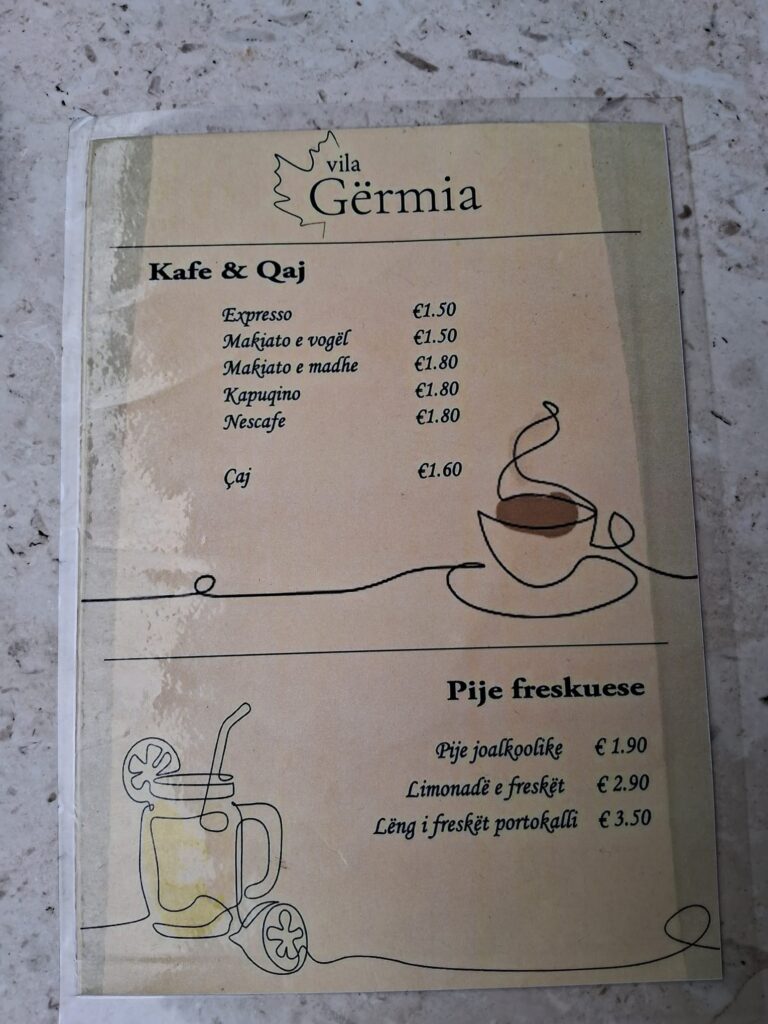 vila
Gërmia
Kafe & Qaj
Expresso €1.50
Makiato e vogël €1.50
Makiato e madhe €1.80
Kapuqino €1.80
Nescafe €1.80
Çaj €1.60
Pije freskuese
Pije joalkoolike € 1.90
Limonadë e freskët € 2.90
Lëng i freskët portokalli € 3.50